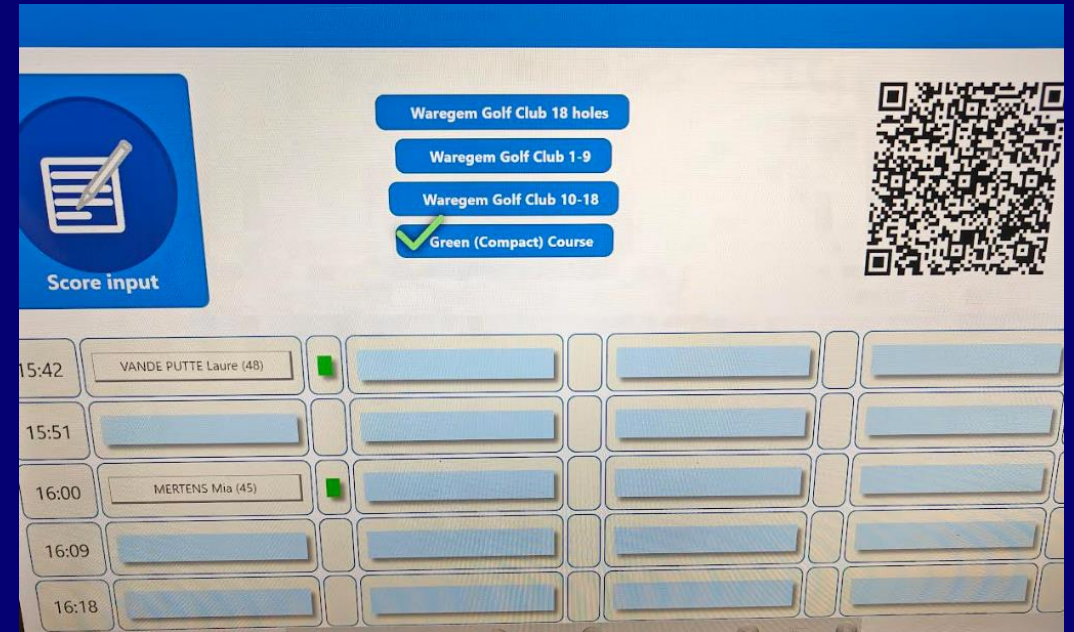 Waregem Golf Club 18 holes
Waregem Golf Club 1-9
Waregem Golf Club 10-18
Green (Compact) Course
Score input
15:42 VANDE PUTTE Laure (48)
15:51
16:00 MERTENS Mia (45)
16:09
16:18